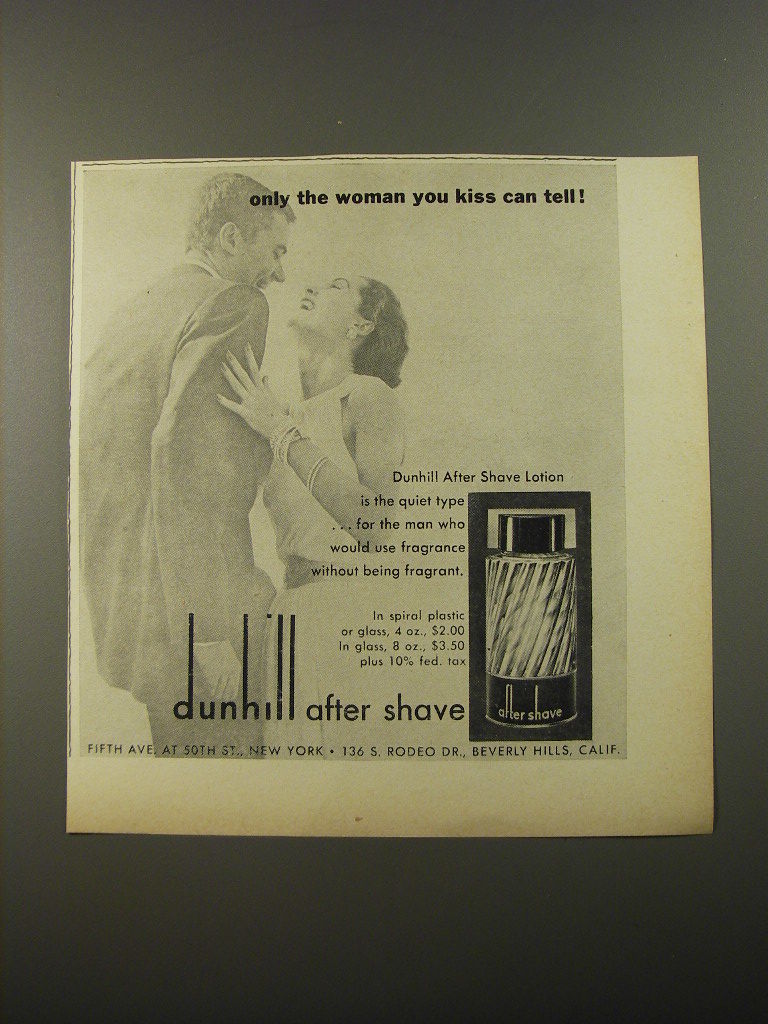 only the woman you kiss can tell!
Dunhill After Shave Lotion
is the quiet type
. . . for the man who
would use fragrance
without being fragrant.
In spiral plastic
or glass, 4 oz., $2.00
In glass, 8 oz., $3.50
plus 10% fed. tax
dunhill after shave
after shave
FIFTH AVE. AT 50TH ST., NEW YORK • 136 S. RODEO DR., BEVERLY HILLS, CALIF.